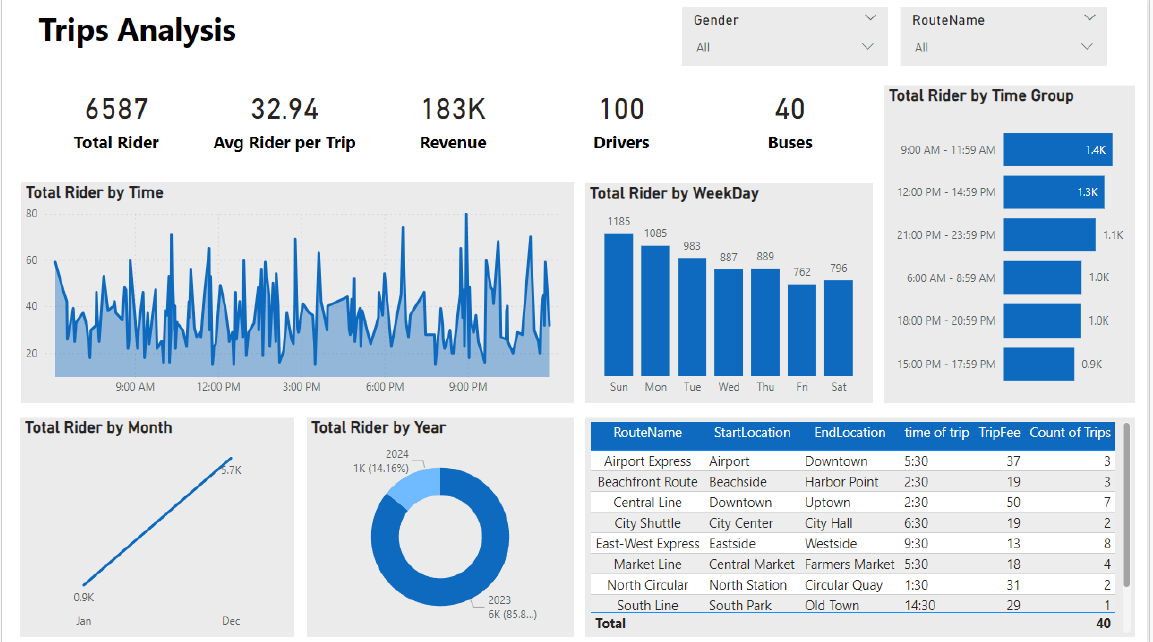 Trips Analysis
Gender
All
RouteName
All
6587
Total Rider
32.94
Avg Rider per Trip
183K
Revenue
100
Drivers
40
Buses
Total Rider by Time Group
9:00 AM - 11:59 AM 1.4K
12:00 PM - 14:59 PM 1.3K
21:00 PM - 23:59 PM 1.1K
6:00 AM - 8:59 AM 1.0K
18:00 PM - 20:59 PM 1.0K
15:00 PM - 17:59 PM 0.9K
Total Rider by Time
80
60
40
20
9:00 AM 12:00 PM 3:00 PM 6:00 PM 9:00 PM
Total Rider by WeekDay
1185 1085 983 887 889 762 796
Sun Mon Tue Wed Thu Fri Sat
Total Rider by Month
5.7K
0.9K
Jan Dec
Total Rider by Year
2024
1K (14.16%)
2023
6K (85.8...)
RouteName StartLocation EndLocation time of trip TripFee Count of Trips
Airport Express Airport Downtown 5:30 37 3
Beachfront Route Beachside Harbor Point 2:30 19 3
Central Line Downtown Uptown 2:30 50 7
City Shuttle City Center City Hall 6:30 19 2
East-West Express Eastside Westside 9:30 13 8
Market Line Central Market Farmers Market 5:30 18 4
North Circular North Station Circular Quay 1:30 31 2
South Line South Park Old Town 14:30 29 1
Total 40